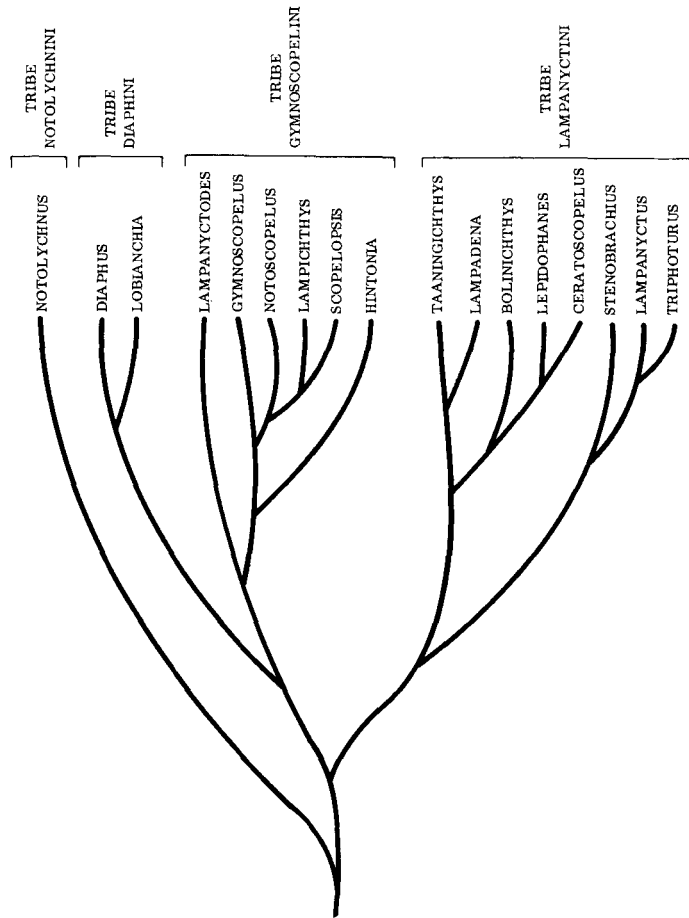 TRIBE
NOTOLYCHNINI
TRIBE
DIAPHINI
TRIBE
GYMNOSCOPELINI
TRIBE
LAMPANYCTINI
NOTOLYCHNUS
DIAPHUS
LOBIANCHIA
LAMPANYCTODES
GYMNOSCOPELUS
NOTOSCOPELUS
LAMPICHTHYS
SCOPELOPSIS
HINTONIA
TAANINGICHTHYS
LAMPADENA
BOLINICHTHYS
LEPIDOPHANES
CERATOSCOPELUS
STENOBRACHIUS
LAMPANYCTUS
TRIPHOTURUS